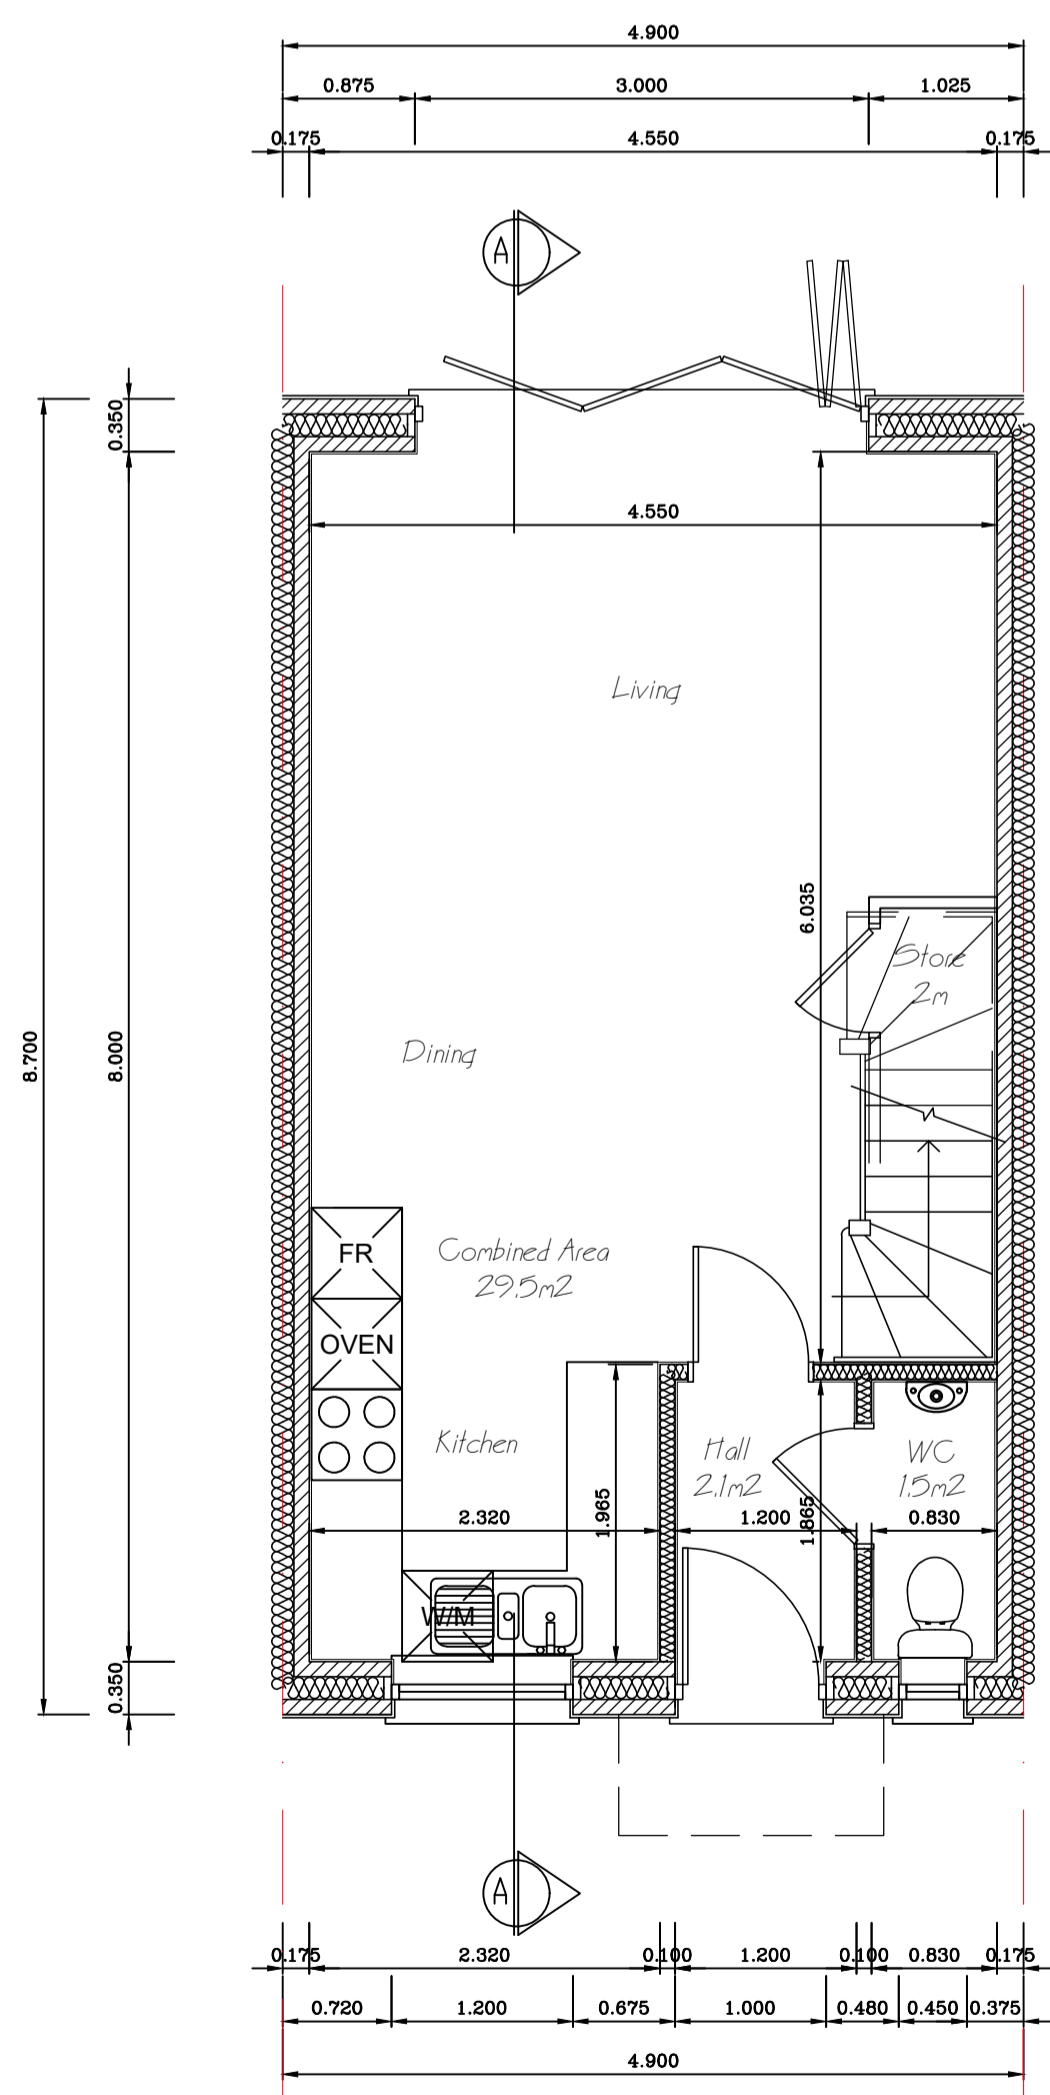 4.900
0.875 3.000 1.025
0.175 4.550 0.175
A
0.350
4.550
Living
6.035
Store
2m
8.700
8.000
Dining
FR
Combined Area
29.5m2
OVEN
Kitchen
Hall
2.1m2
WC
1.5m2
2.320
1.965
1.200
1.865
0.830
W/M
0.350
A
0.175 2.320 0.100 1.200 0.100 0.830 0.175
0.720 1.200 0.675 1.000 0.480 0.450 0.375
4.900